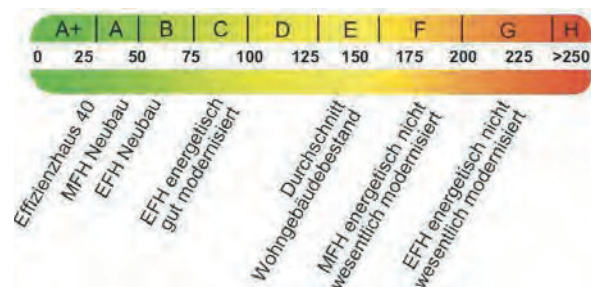 A+ A B C D E F G H
0 25 50 75 100 125 150 175 200 225 >250
Effizienzhaus 40
MFH Neubau
EFH Neubau
EFH energetisch
gut modernisiert
Durchschnitt
Wohngebäudebestand
MFH energetisch nicht
wesentlich modernisiert
EFH energetisch nicht
wesentlich modernisiert